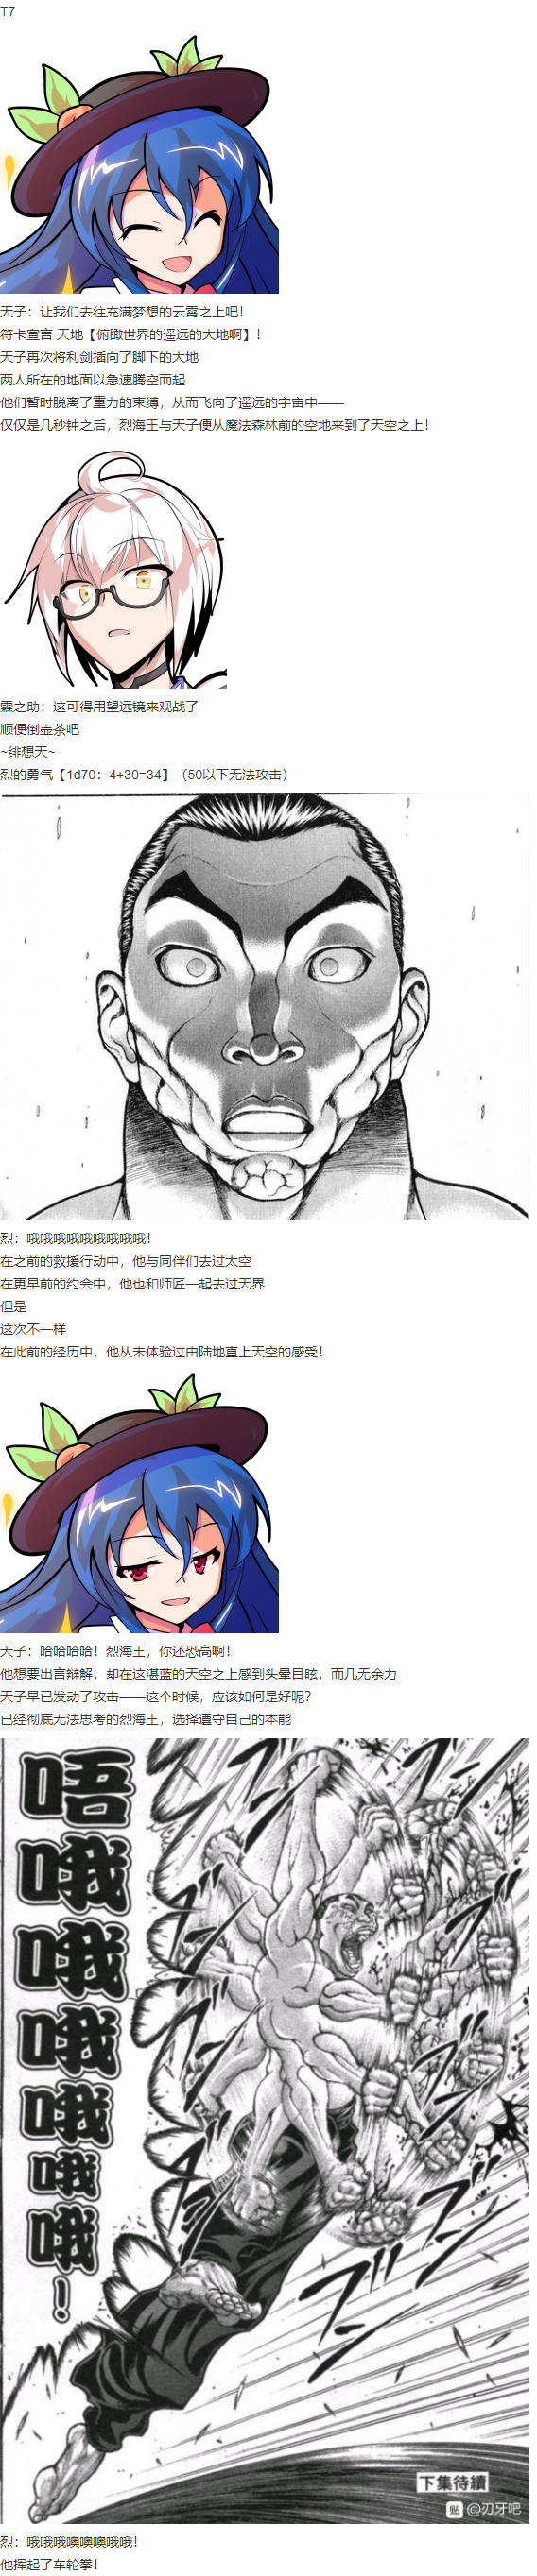 T7
天子：让我们去往充满梦想的云霄之上吧！
符卡宣言 天地【俯瞰世界的遥远的大地啊】！
天子再次将利剑插向了脚下的大地
两人所在的地面以急速腾空而起
他们暂时脱离了重力的束缚，从而飞向了遥远的宇宙中——
仅仅是几秒钟之后，烈海王与天子便从魔法森林前的空地来到了天空之上！
霖之助：这可得用望远镜来观战了
顺便倒壶茶吧
~绯想天~
烈的勇气【1d70：4+30=34】（50以下无法攻击）
烈：哦哦哦哦哦哦哦哦哦！
在之前的救援行动中，他与同伴们去过太空
在更早前的约会中，他也和师匠一起去过天界
但是
这次不一样
在此前的经历中，他从未体验过由陆地直上天空的感受！
天子：哈哈哈哈！烈海王，你还恐高啊！
他想要出言辩解，却在这湛蓝的天空之上感到头晕目眩，而几无余力
天子早已发动了攻击——这个时候，应该如何是好呢？
已经彻底无法思考的烈海王，选择遵守自己的本能
唔哦哦哦哦哦哦！
下集待續
貼 @刃牙吧
烈：哦哦哦噢噢噢哦哦！
他挥起了车轮拳！